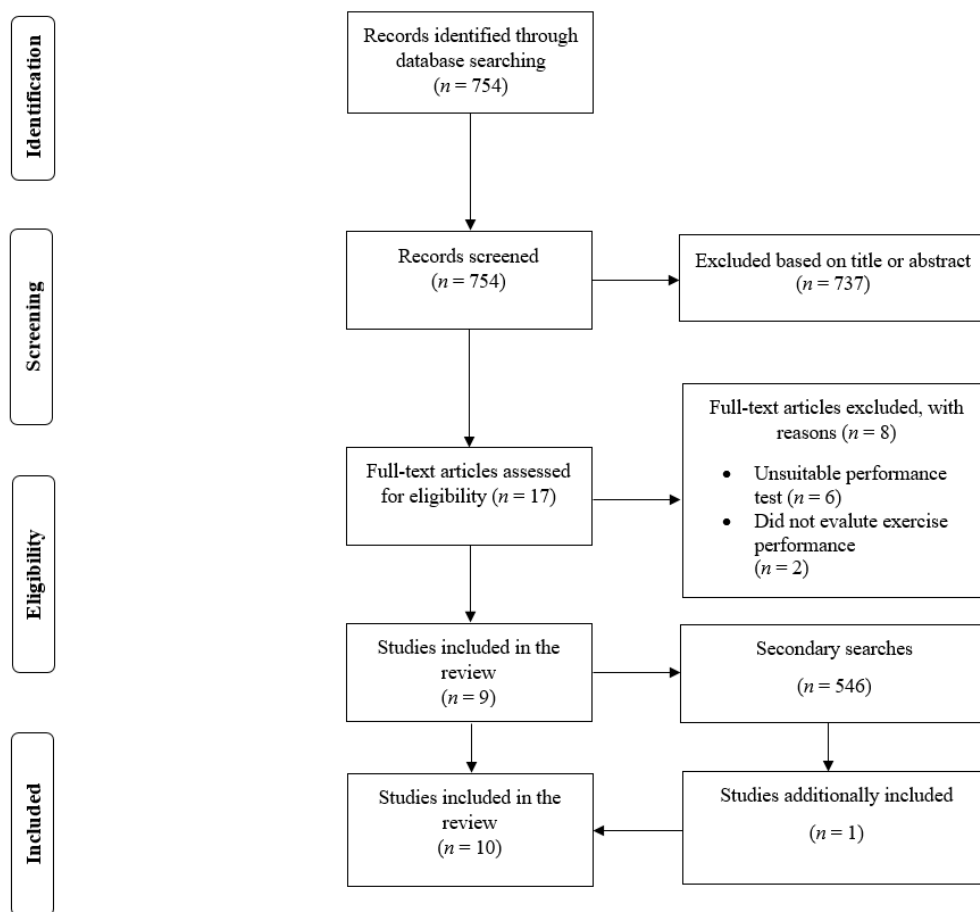 Identification
Records identified through
database searching
(n = 754)
Screening
Records screened
(n = 754)
Excluded based on title or abstract
(n = 737)
Eligibility
Full-text articles assessed
for eligibility (n = 17)
Full-text articles excluded, with
reasons (n = 8)
• Unsuitable performance
test (n = 6)
• Did not evalute exercise
performance
(n = 2)
Studies included in the
review
(n = 9)
Secondary searches
(n = 546)
Included
Studies included in the
review
(n = 10)
Studies additionally included
(n = 1)